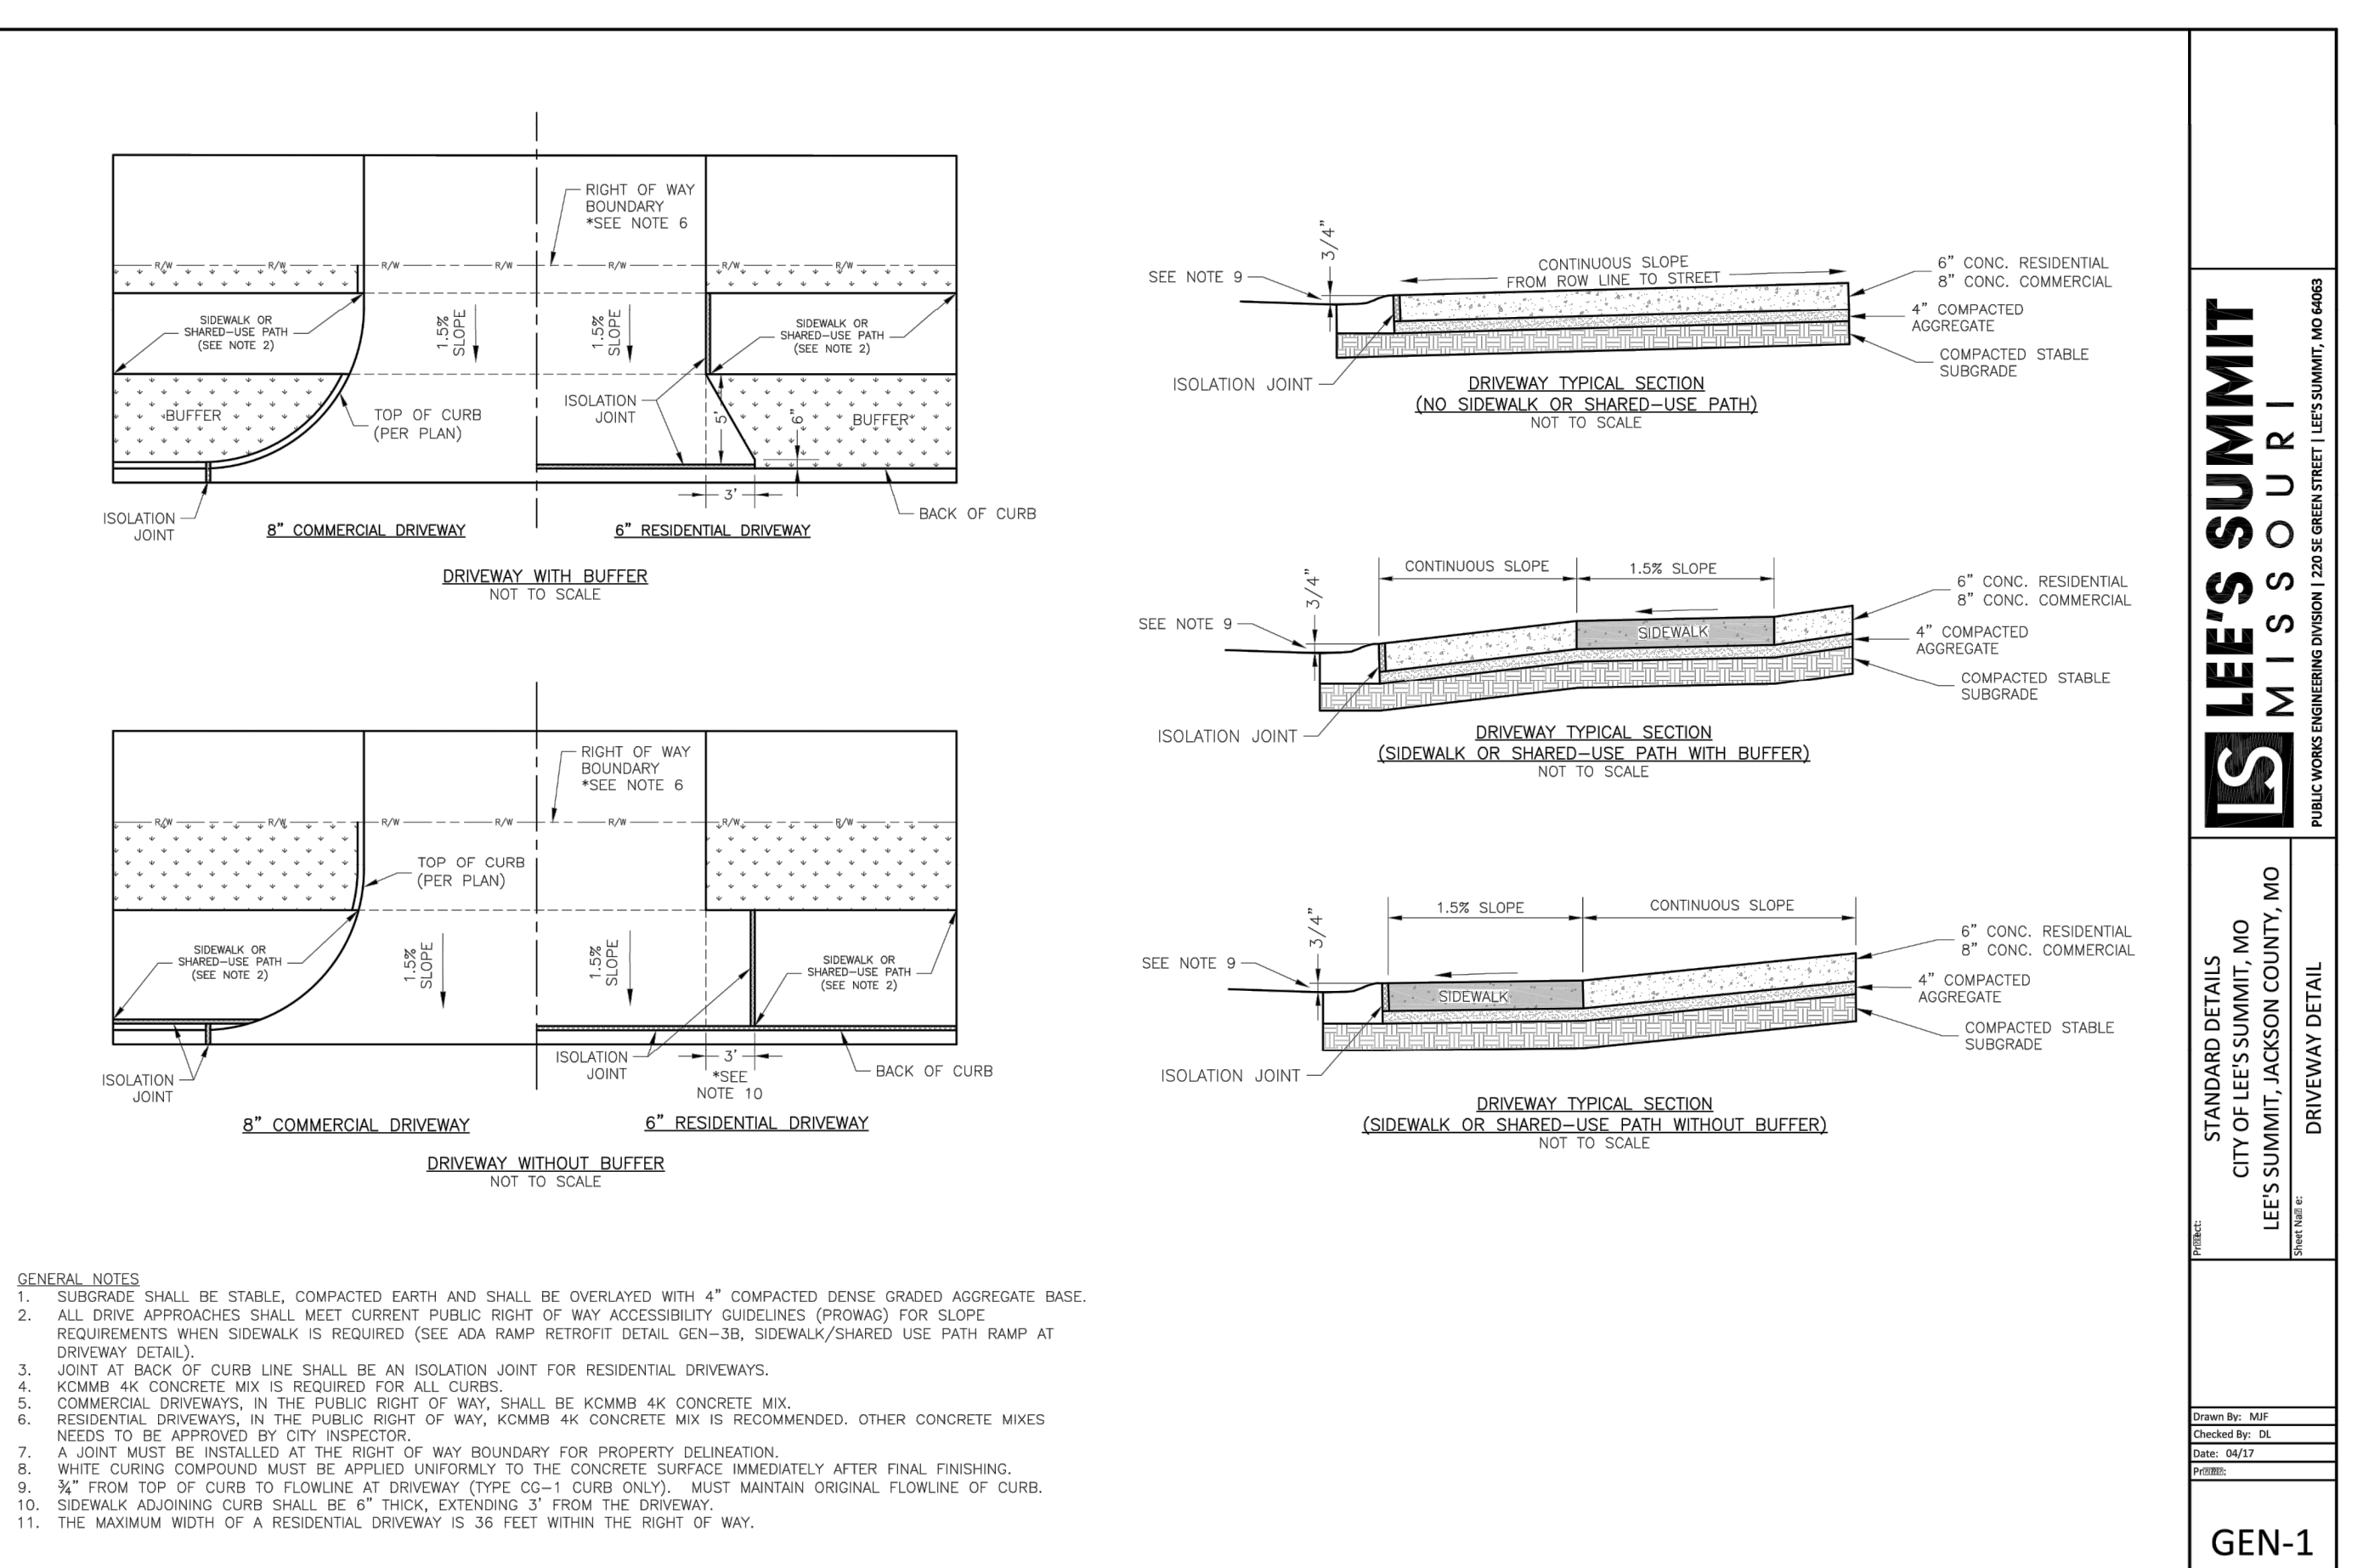 R/W R/W R/W R/W R/W R/W R/W
RIGHT OF WAY
BOUNDARY
*SEE NOTE 6
SIDEWALK OR
SHARED-USE PATH
(SEE NOTE 2)
1.5%
SLOPE
1.5%
SLOPE
SIDEWALK OR
SHARED-USE PATH
(SEE NOTE 2)
BUFFER
TOP OF CURB
(PER PLAN)
ISOLATION
JOINT
5'
6"
BUFFER
3'
BACK OF CURB
ISOLATION
JOINT
8" COMMERCIAL DRIVEWAY
6" RESIDENTIAL DRIVEWAY
DRIVEWAY WITH BUFFER
NOT TO SCALE
RIGHT OF WAY
BOUNDARY
*SEE NOTE 6
R/W R/W R/W R/W R/W R/W R/W
TOP OF CURB
(PER PLAN)
SIDEWALK OR
SHARED-USE PATH
(SEE NOTE 2)
1.5%
SLOPE
1.5%
SLOPE
SIDEWALK OR
SHARED-USE PATH
(SEE NOTE 2)
ISOLATION
JOINT
ISOLATION
JOINT
3'
*SEE
NOTE 10
BACK OF CURB
8" COMMERCIAL DRIVEWAY
6" RESIDENTIAL DRIVEWAY
DRIVEWAY WITHOUT BUFFER
NOT TO SCALE
3/4"
SEE NOTE 9
CONTINUOUS SLOPE
FROM ROW LINE TO STREET
6" CONC. RESIDENTIAL
8" CONC. COMMERCIAL
4" COMPACTED
AGGREGATE
COMPACTED STABLE
SUBGRADE
ISOLATION JOINT
DRIVEWAY TYPICAL SECTION
(NO SIDEWALK OR SHARED-USE PATH)
NOT TO SCALE
3/4"
SEE NOTE 9
CONTINUOUS SLOPE
1.5% SLOPE
SIDEWALK
6" CONC. RESIDENTIAL
8" CONC. COMMERCIAL
4" COMPACTED
AGGREGATE
COMPACTED STABLE
SUBGRADE
ISOLATION JOINT
DRIVEWAY TYPICAL SECTION
(SIDEWALK OR SHARED-USE PATH WITH BUFFER)
NOT TO SCALE
3/4"
SEE NOTE 9
1.5% SLOPE
CONTINUOUS SLOPE
SIDEWALK
6" CONC. RESIDENTIAL
8" CONC. COMMERCIAL
4" COMPACTED
AGGREGATE
COMPACTED STABLE
SUBGRADE
ISOLATION JOINT
DRIVEWAY TYPICAL SECTION
(SIDEWALK OR SHARED-USE PATH WITHOUT BUFFER)
NOT TO SCALE
GENERAL NOTES
1. SUBGRADE SHALL BE STABLE, COMPACTED EARTH AND SHALL BE OVERLAYED WITH 4" COMPACTED DENSE GRADED AGGREGATE BASE.
2. ALL DRIVE APPROACHES SHALL MEET CURRENT PUBLIC RIGHT OF WAY ACCESSIBILITY GUIDELINES (PROWAG) FOR SLOPE
REQUIREMENTS WHEN SIDEWALK IS REQUIRED (SEE ADA RAMP RETROFIT DETAIL GEN-3B, SIDEWALK/SHARED USE PATH RAMP AT
DRIVEWAY DETAIL).
3. JOINT AT BACK OF CURB LINE SHALL BE AN ISOLATION JOINT FOR RESIDENTIAL DRIVEWAYS.
4. KCMMB 4K CONCRETE MIX IS REQUIRED FOR ALL CURBS.
5. COMMERCIAL DRIVEWAYS, IN THE PUBLIC RIGHT OF WAY, SHALL BE KCMMB 4K CONCRETE MIX.
6. RESIDENTIAL DRIVEWAYS, IN THE PUBLIC RIGHT OF WAY, KCMMB 4K CONCRETE MIX IS RECOMMENDED. OTHER CONCRETE MIXES
NEEDS TO BE APPROVED BY CITY INSPECTOR.
7. A JOINT MUST BE INSTALLED AT THE RIGHT OF WAY BOUNDARY FOR PROPERTY DELINEATION.
8. WHITE CURING COMPOUND MUST BE APPLIED UNIFORMLY TO THE CONCRETE SURFACE IMMEDIATELY AFTER FINAL FINISHING.
9. ¾" FROM TOP OF CURB TO FLOWLINE AT DRIVEWAY (TYPE CG-1 CURB ONLY). MUST MAINTAIN ORIGINAL FLOWLINE OF CURB.
10. SIDEWALK ADJOINING CURB SHALL BE 6" THICK, EXTENDING 3' FROM THE DRIVEWAY.
11. THE MAXIMUM WIDTH OF A RESIDENTIAL DRIVEWAY IS 36 FEET WITHIN THE RIGHT OF WAY.
LS LEE'S SUMMIT
MISSOURI
PUBLIC WORKS ENGINEERING DIVISION | 220 SE GREEN STREET | LEE'S SUMMIT, MO 64063
STANDARD DETAILS
CITY OF LEE'S SUMMIT, MO
LEE'S SUMMIT, JACKSON COUNTY, MO
Sheet
DRIVEWAY DETAIL
Drawn By: MJF
Checked By: DL
Date: 04/17
GEN-1